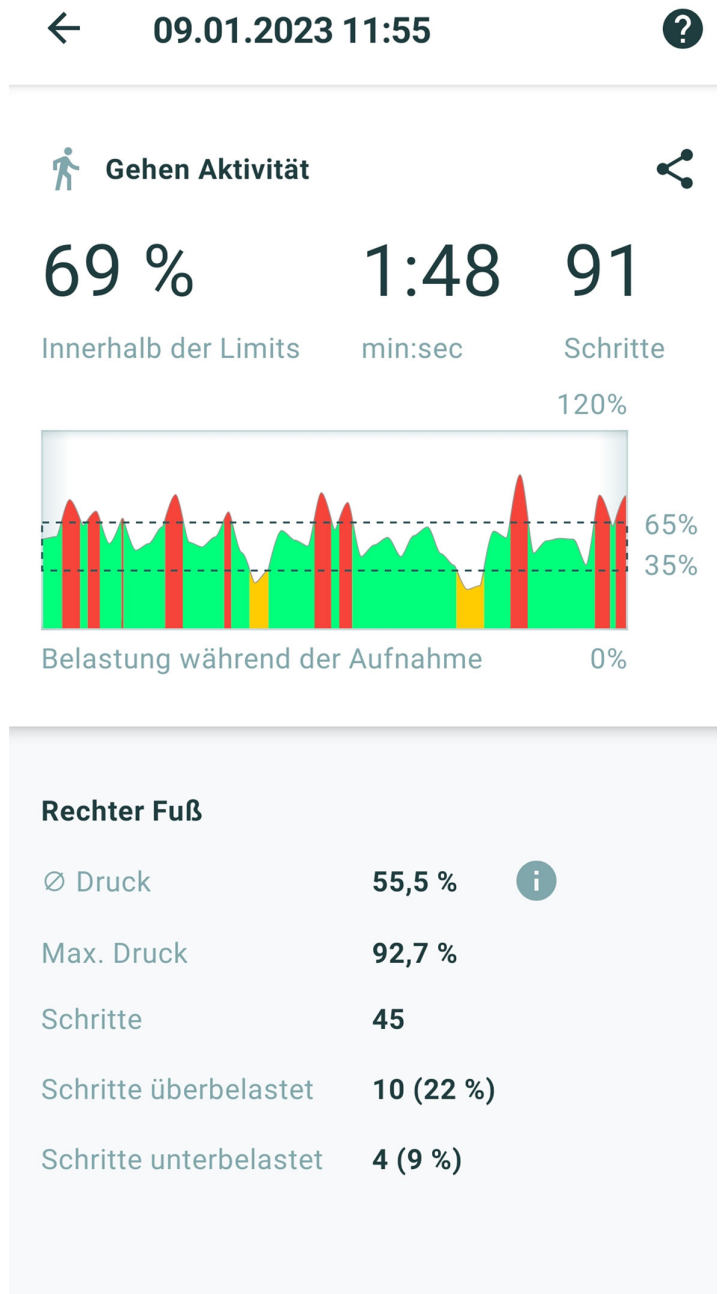 09.01.2023 11:55
?
Gehen Aktivität
69 % 1:48 91
Innerhalb der Limits min:sec Schritte
120%
65%
35%
Belastung während der Aufnahme 0%
Rechter Fuß
∅ Druck 55,5 % i
Max. Druck 92,7 %
Schritte 45
Schritte überbelastet 10 (22 %)
Schritte unterbelastet 4 (9 %)